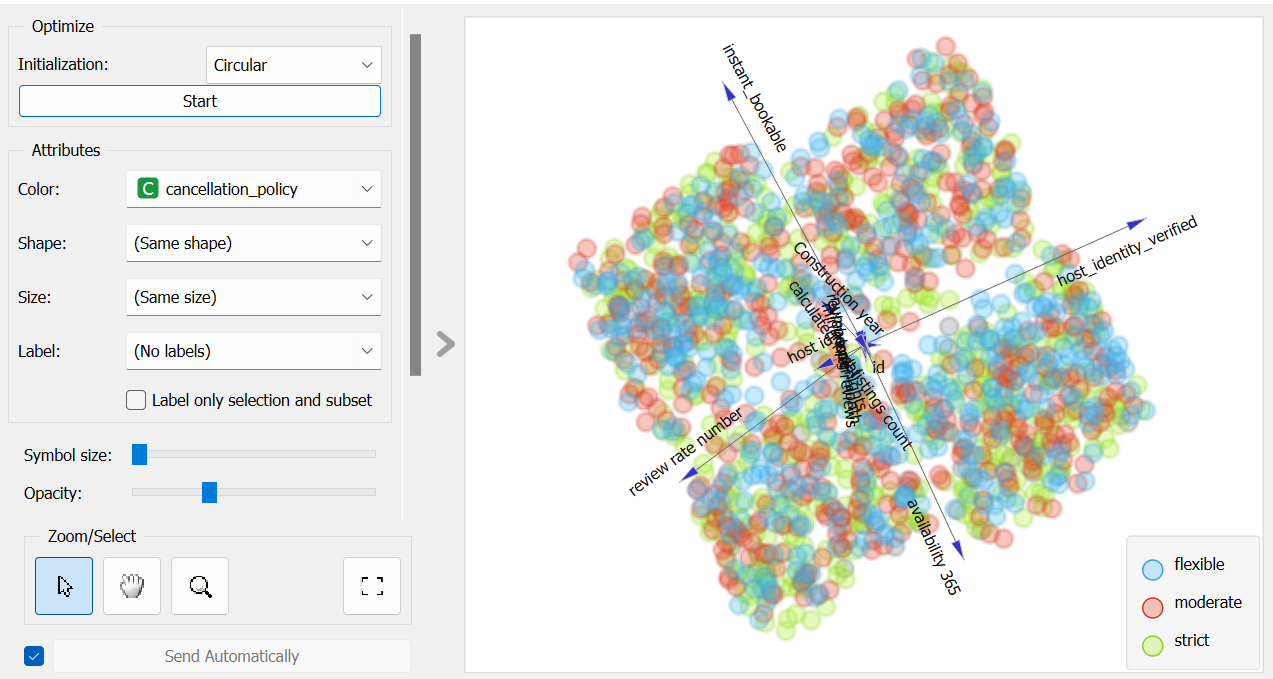 Optimize
Initialization:
Circular
Start
Attributes
Color:
C
cancellation_policy
Shape:
(Same shape)
Size:
(Same size)
Label:
(No labels)
Label only selection and subset
Symbol size:
Opacity:
Zoom/Select
Send Automatically
instant_bookable
host_identity_verified
Construction year
host id
id
listings count
review rate number
availability 365
flexible
moderate
strict